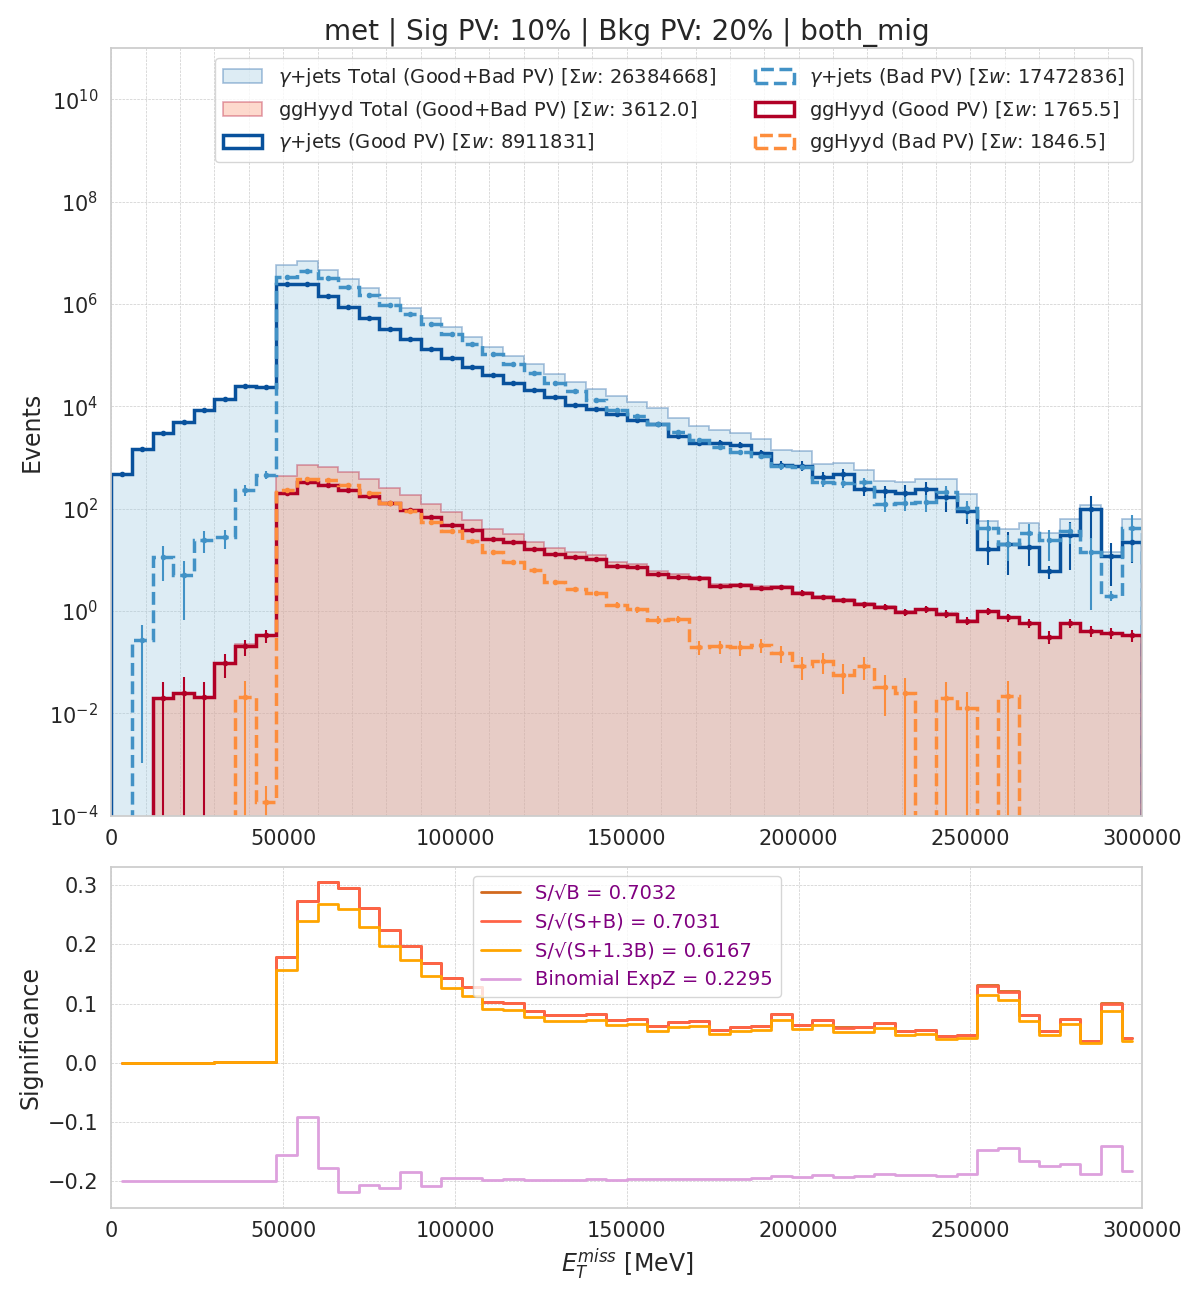 met | Sig PV: 10% | Bkg PV: 20% | both_mig
γ+jets Total (Good+Bad PV) [Σw: 26384668]
ggHyyd Total (Good+Bad PV) [Σw: 3612.0]
γ+jets (Good PV) [Σw: 8911831]
γ+jets (Bad PV) [Σw: 17472836]
ggHyyd (Good PV) [Σw: 1765.5]
ggHyyd (Bad PV) [Σw: 1846.5]
Events
10^10
10^8
10^6
10^4
10^2
10^0
10^−2
10^−4
0 50000 100000 150000 200000 250000 300000
S/√B = 0.7032
S/√(S+B) = 0.7031
S/√(S+1.3B) = 0.6167
Binomial ExpZ = 0.2295
Significance
0.3
0.2
0.1
0.0
−0.1
−0.2
0 50000 100000 150000 200000 250000 300000
E_T^miss [MeV]